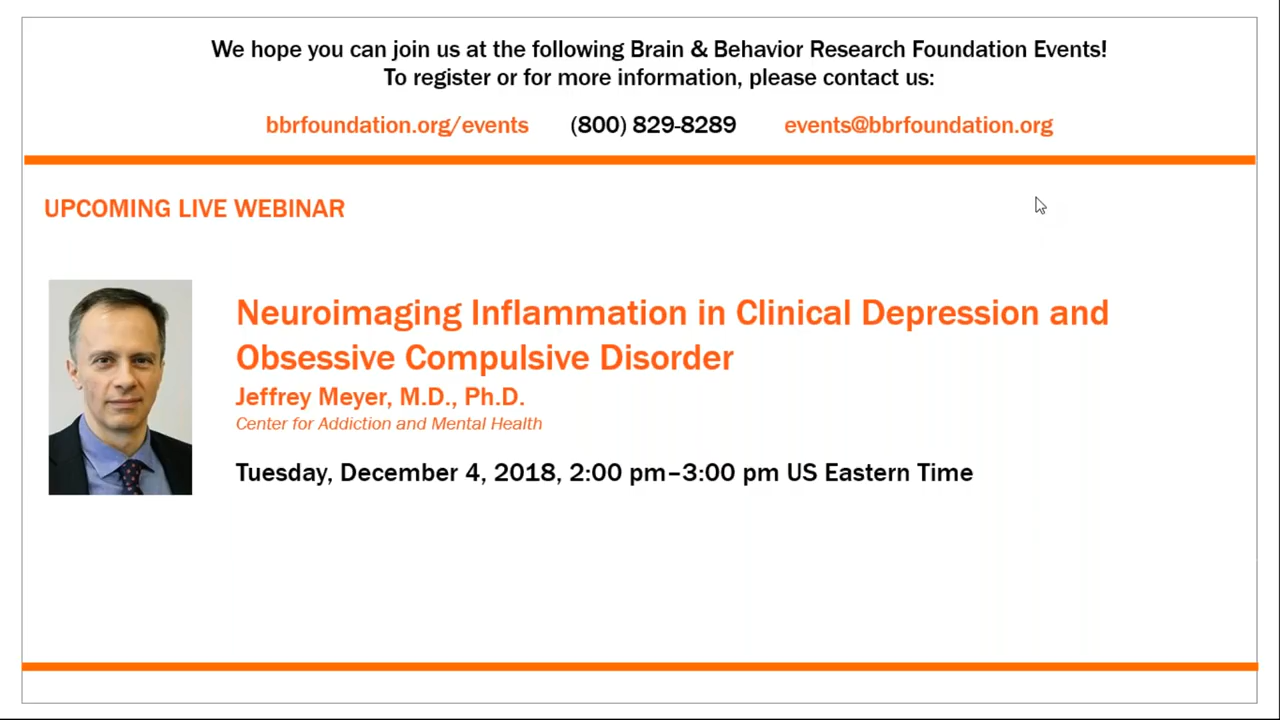 We hope you can join us at the following Brain & Behavior Research Foundation Events!
To register or for more information, please contact us:
bbrfoundation.org/events (800) 829-8289 events@bbrfoundation.org
UPCOMING LIVE WEBINAR
Neuroimaging Inflammation in Clinical Depression and
Obsessive Compulsive Disorder
Jeffrey Meyer, M.D., Ph.D.
Center for Addiction and Mental Health
Tuesday, December 4, 2018, 2:00 pm–3:00 pm US Eastern Time